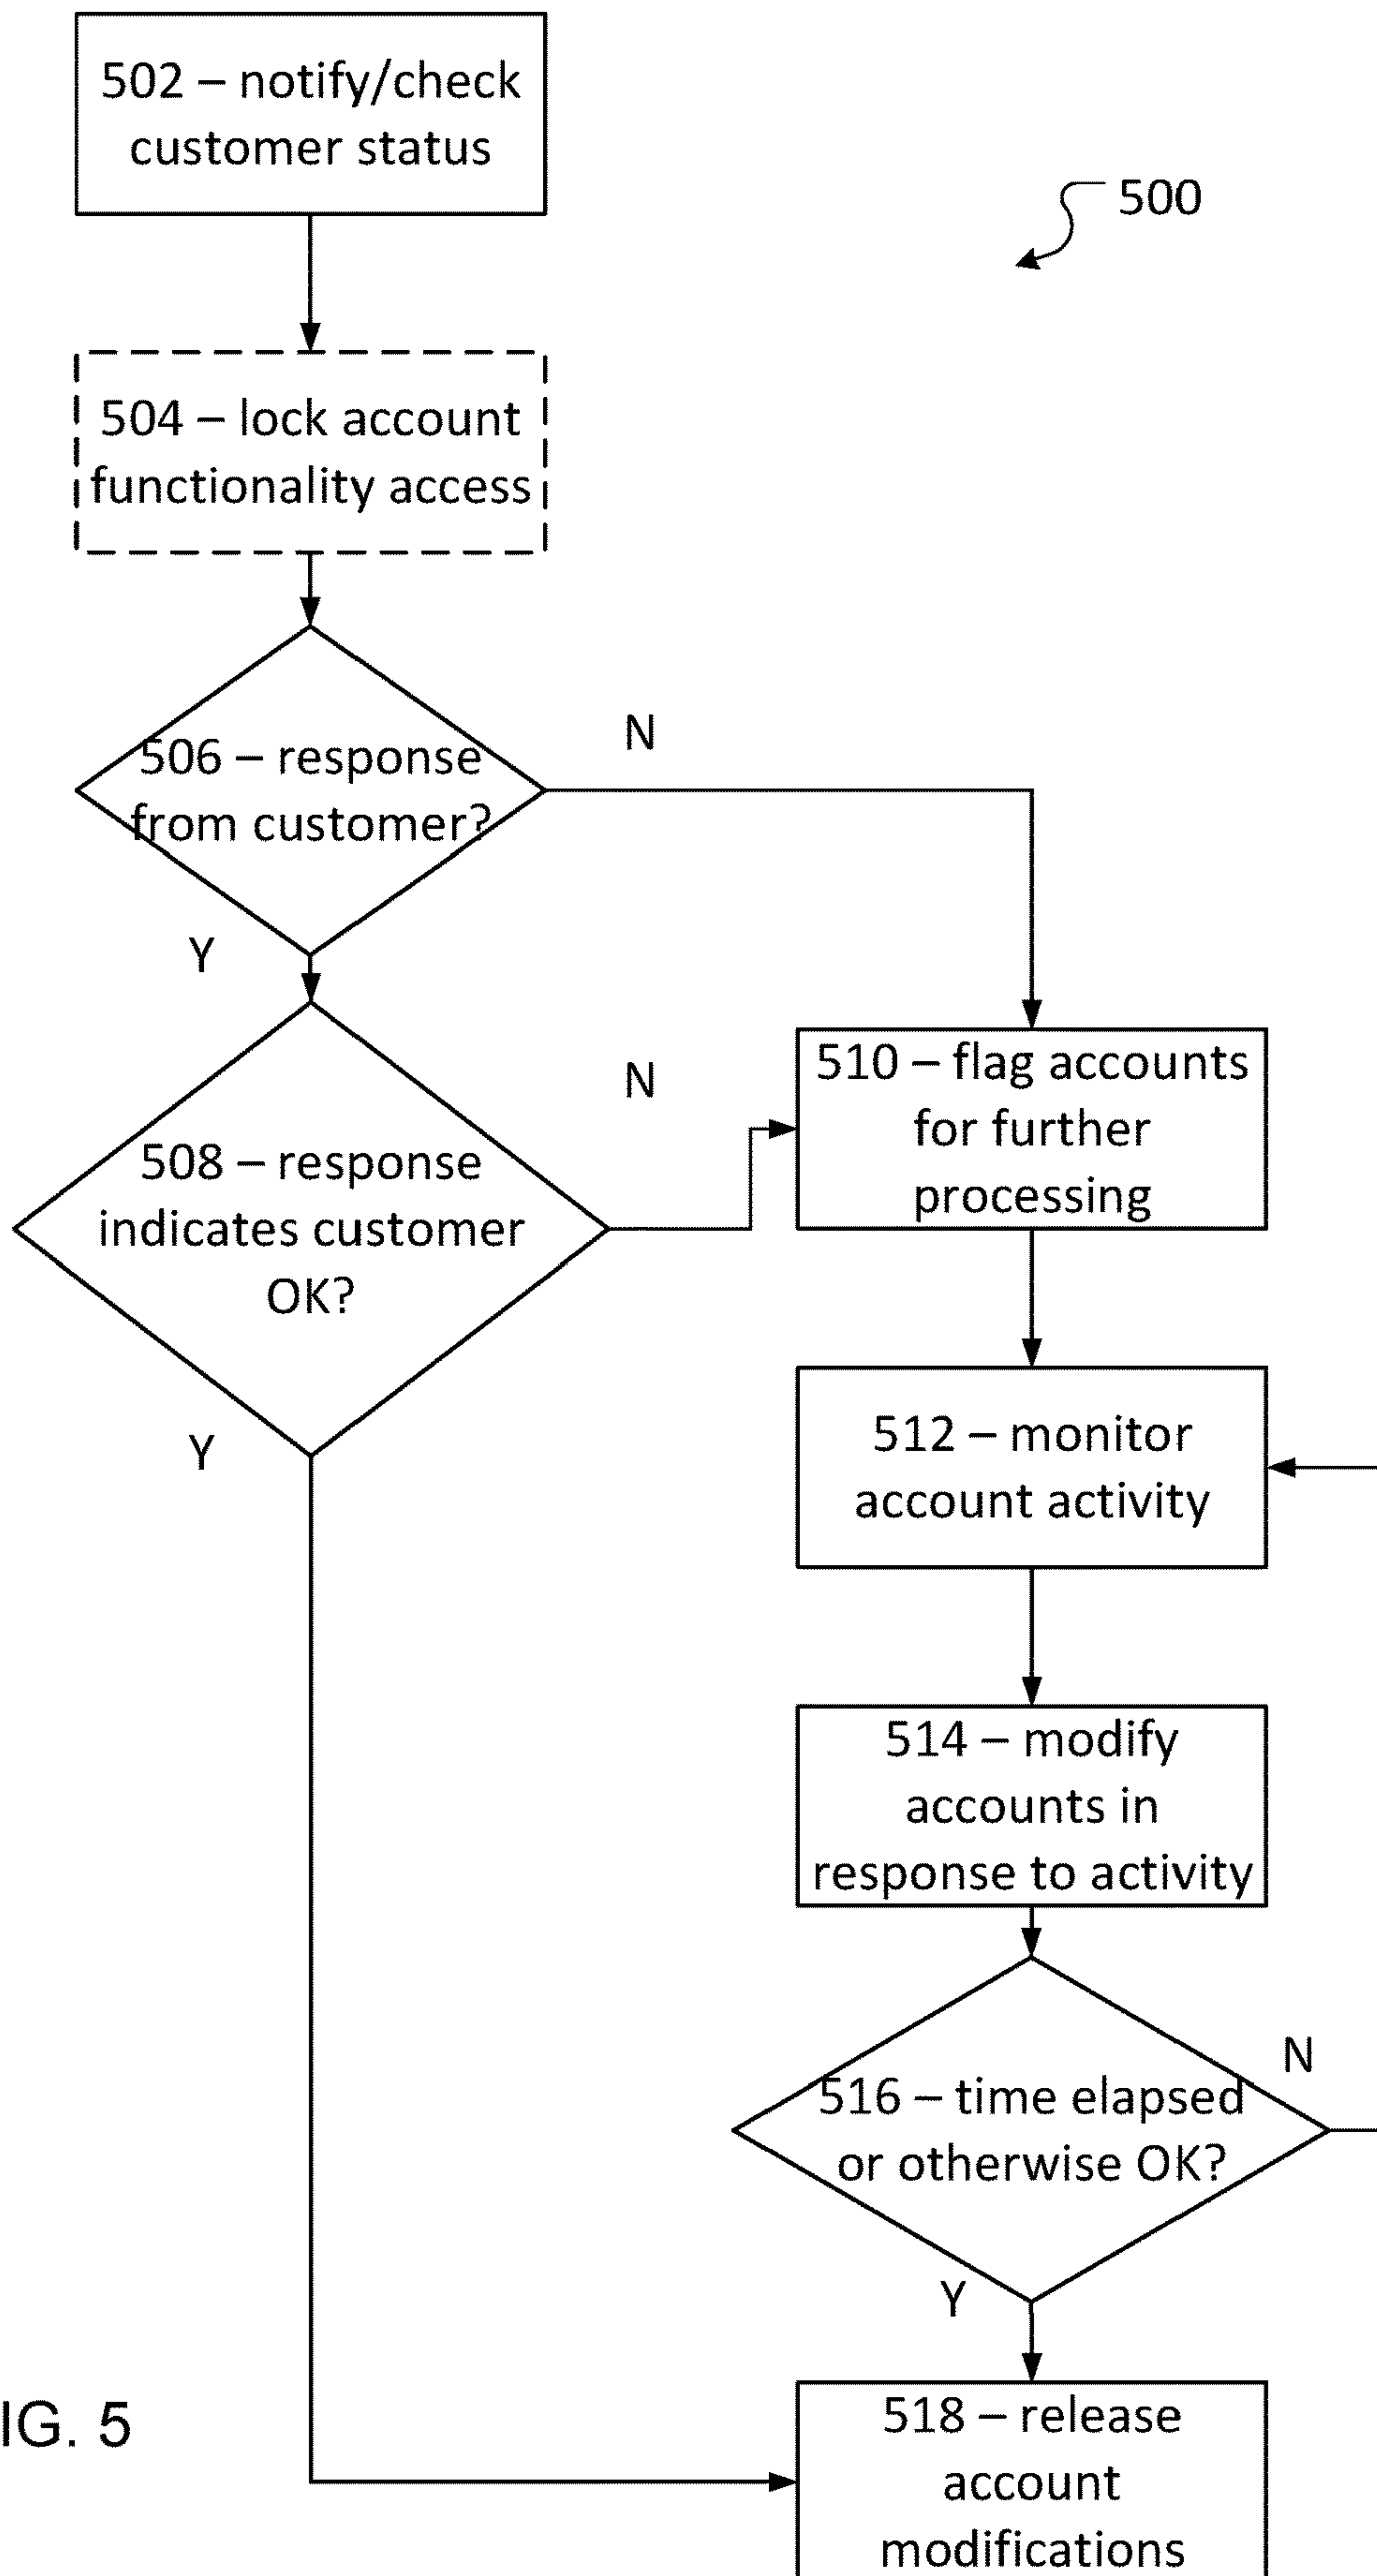 502 – notify/check
customer status
500
504 – lock account
functionality access
506 – response
from customer?
N
Y
510 – flag accounts
for further
processing
N
508 – response
indicates customer
OK?
Y
512 – monitor
account activity
514 – modify
accounts in
response to activity
N
516 – time elapsed
or otherwise OK?
Y
518 – release
account
modifications
IG. 5